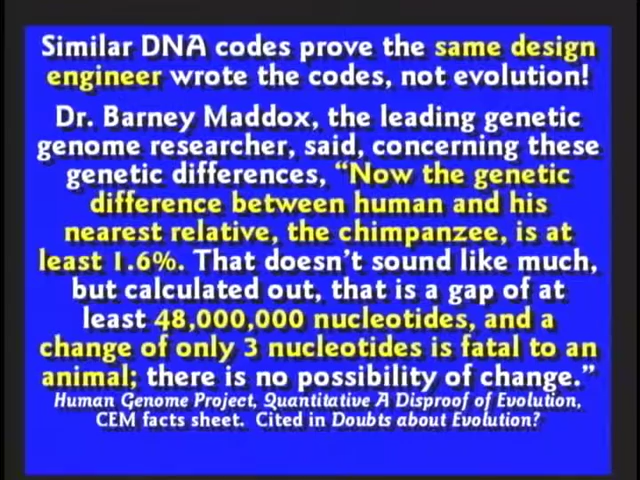 Similar DNA codes prove the same design
engineer wrote the codes, not evolution!
Dr. Barney Maddox, the leading genetic
genome researcher, said, concerning these
genetic differences, “Now the genetic
difference between human and his
nearest relative, the chimpanzee, is at
least 1.6%. That doesn’t sound like much,
but calculated out, that is a gap of at
least 48,000,000 nucleotides, and a
change of only 3 nucleotides is fatal to an
animal; there is no possibility of change.”
Human Genome Project, Quantitative A Disproof of Evolution,
CEM facts sheet. Cited in Doubts about Evolution?